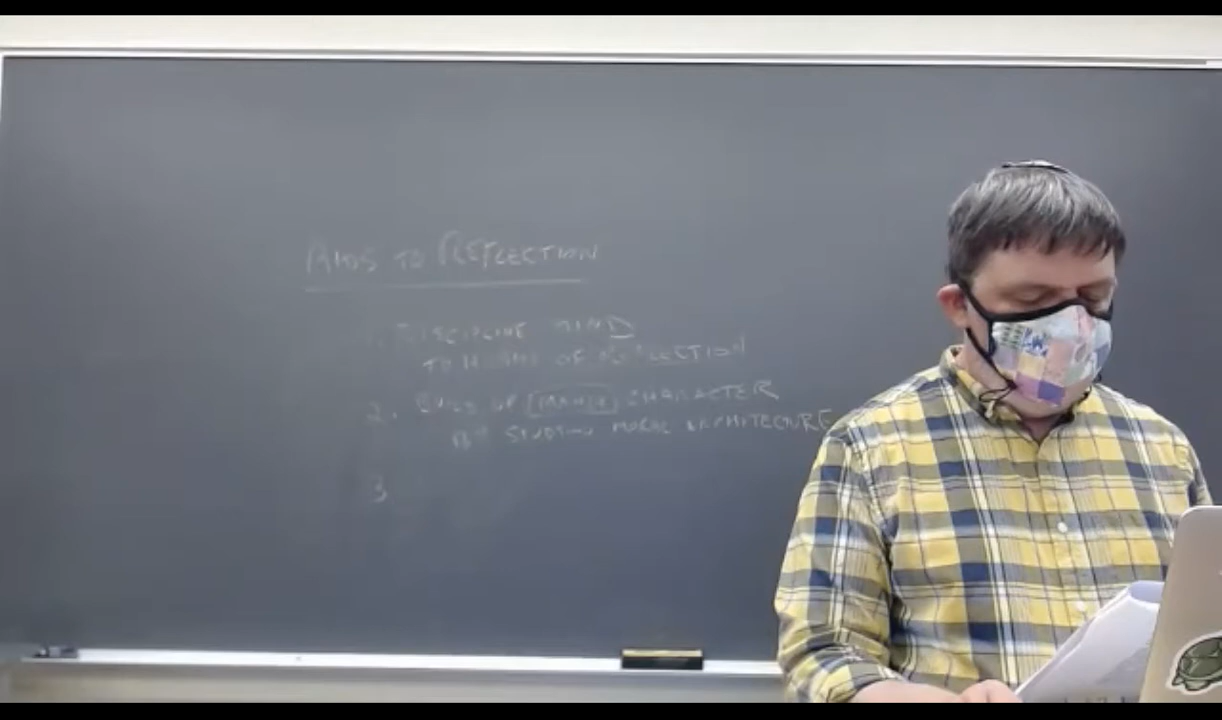 AIDS TO REFLECTION
1. DISCIPLINE MIND
TO HABITS OF REFLECTION
2. BUILD UP MANLY CHARACTER
BY STUDYING MORAL ARCHITECTURE
3